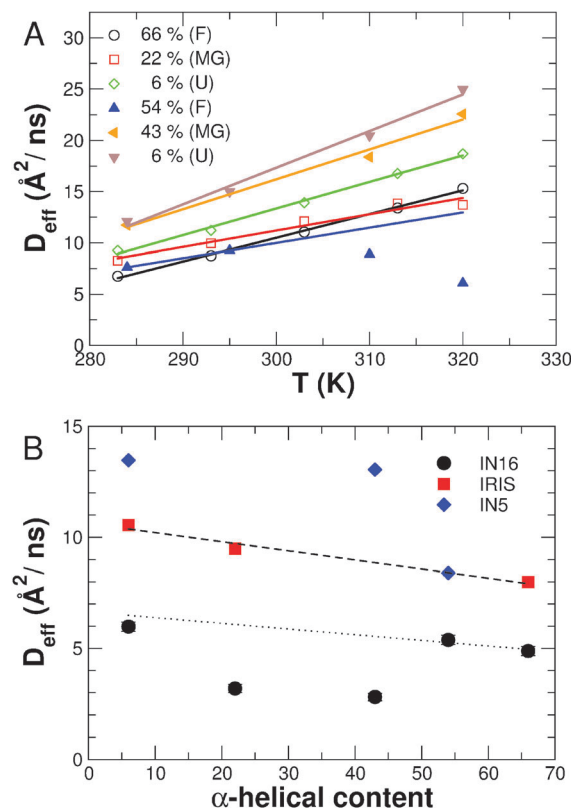 A
66 % (F)
22 % (MG)
6 % (U)
54 % (F)
43 % (MG)
6 % (U)
D_eff (Å²/ ns)
30
25
20
15
10
5
0
280 290 300 310 320 330
T (K)
B
IN16
IRIS
IN5
D_eff (Å²/ ns)
15
10
5
0
0 10 20 30 40 50 60 70
α-helical content